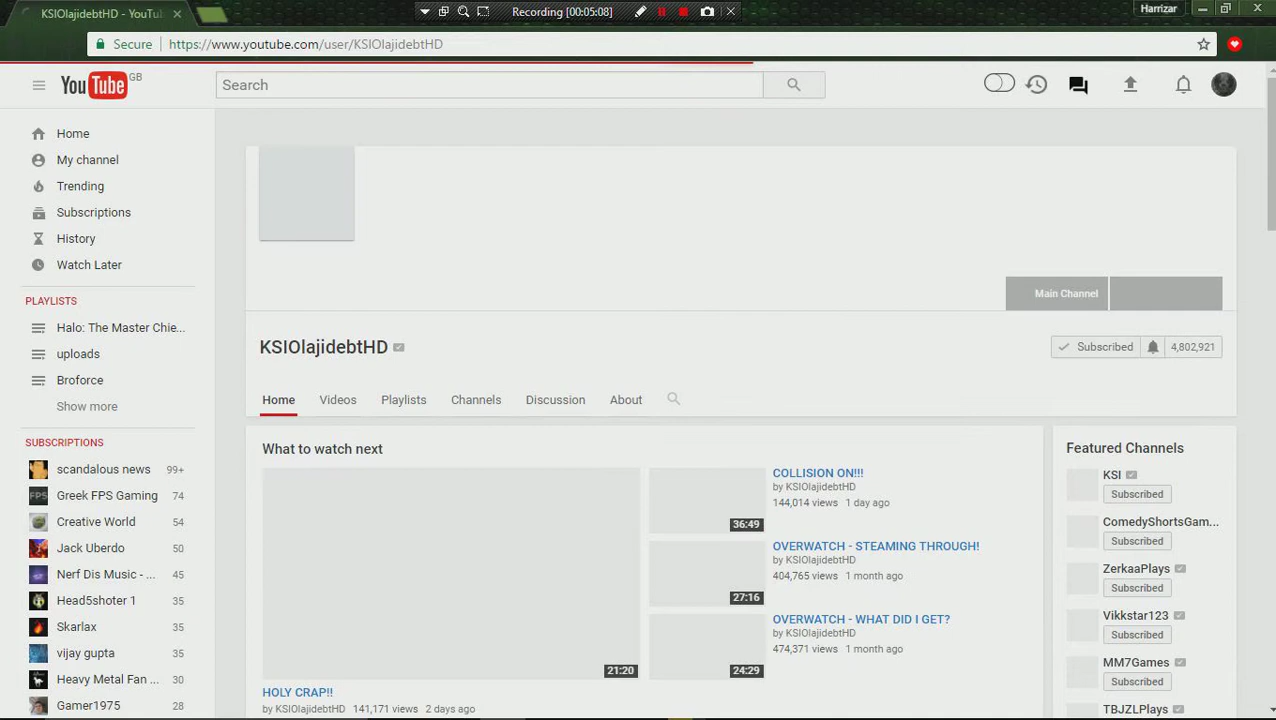 KSIOlajidebtHD - YouTu
Recording [00:05:08]
Harrizar
Secure
https://www.youtube.com/user/KSIOlajidebtHD
YouTube GB
Search
Home
My channel
Trending
Subscriptions
History
Watch Later
PLAYLISTS
Halo: The Master Chie...
uploads
Broforce
Show more
SUBSCRIPTIONS
scandalous news 99+
Greek FPS Gaming 74
Creative World 54
Jack Uberdo 50
Nerf Dis Music - ... 45
Head5shoter 1 35
Skarlax 35
vijay gupta 35
Heavy Metal Fan ... 30
Gamer1975 28
Main Channel
KSIOlajidebtHD
Subscribed 4,802,921
Home Videos Playlists Channels Discussion About
What to watch next
21:20
HOLY CRAP!!
by KSIOlajidebtHD 141,171 views 2 days ago
COLLISION ON!!!
by KSIOlajidebtHD
144,014 views 1 day ago
36:49
OVERWATCH - STEAMING THROUGH!
by KSIOlajidebtHD
404,765 views 1 month ago
27:16
OVERWATCH - WHAT DID I GET?
by KSIOlajidebtHD
474,371 views 1 month ago
24:29
Featured Channels
KSI
Subscribed
ComedyShortsGam...
Subscribed
ZerkaaPlays
Subscribed
Vikkstar123
Subscribed
MM7Games
Subscribed
TBJZLPlays